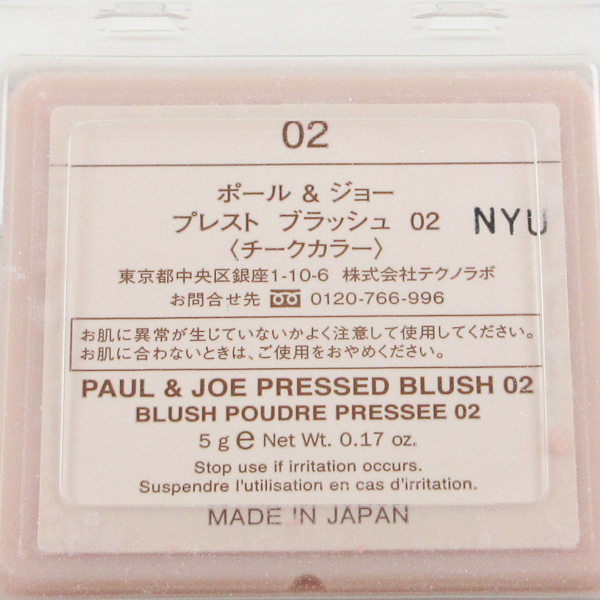 02
ポール & ジョー
プレスト ブラッシュ 02
〈チークカラー〉
NYU
東京都中央区銀座1-10-6 株式会社テクノラボ
お問合せ先 0120-766-996
お肌に異常が生じていないかよく注意して使用してください。
お肌に合わないときは、ご使用をおやめください。
PAUL & JOE PRESSED BLUSH 02
BLUSH POUDRE PRESSEE 02
5 g e Net Wt. 0.17 oz.
Stop use if irritation occurs.
Suspendre l'utilisation en cas d'irritation.
MADE IN JAPAN